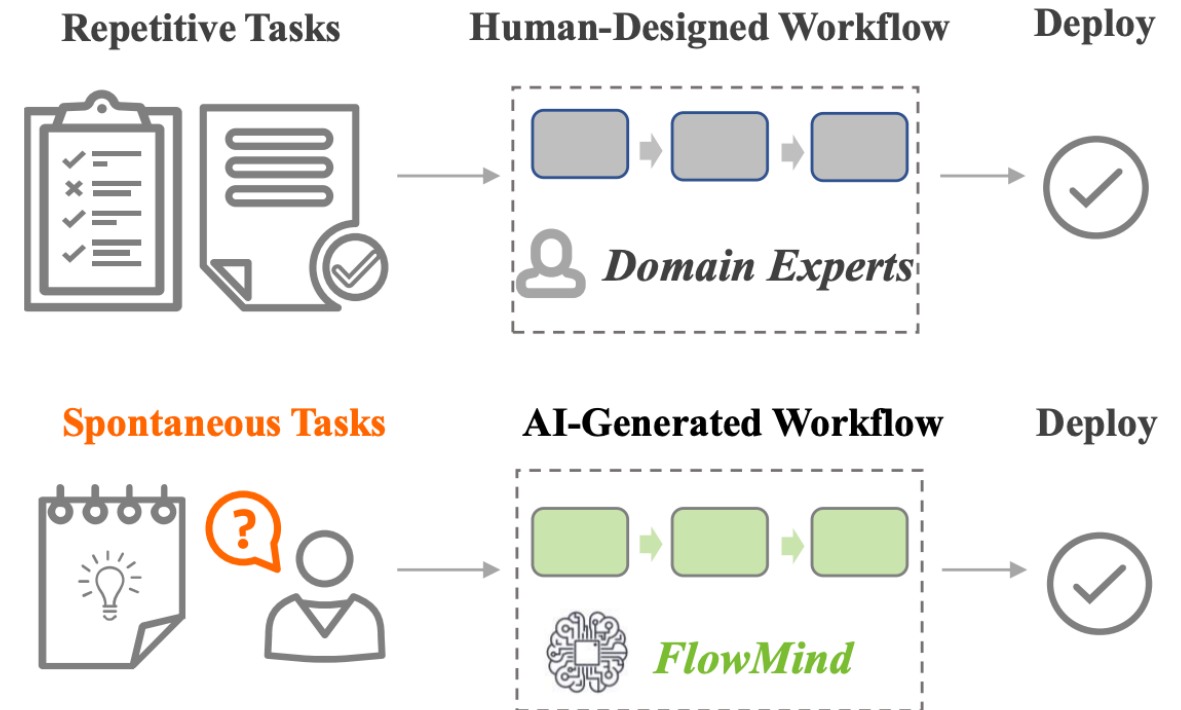 Repetitive Tasks
Human-Designed Workflow
Deploy
Domain Experts
Spontaneous Tasks
AI-Generated Workflow
Deploy
?
FlowMind